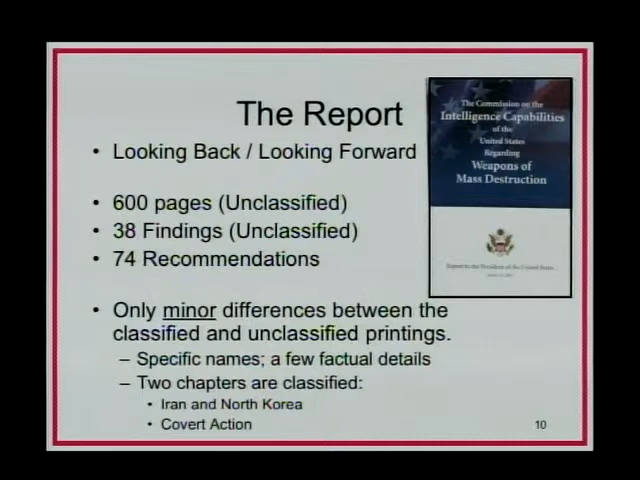 The Report
• Looking Back / Looking Forward
• 600 pages (Unclassified)
• 38 Findings (Unclassified)
• 74 Recommendations
• Only minor differences between the
classified and unclassified printings.
– Specific names; a few factual details
– Two chapters are classified:
• Iran and North Korea
• Covert Action
The Commission on the
Intelligence Capabilities
of the
United States
Regarding
Weapons of
Mass Destruction
Report to the President of the United States
10